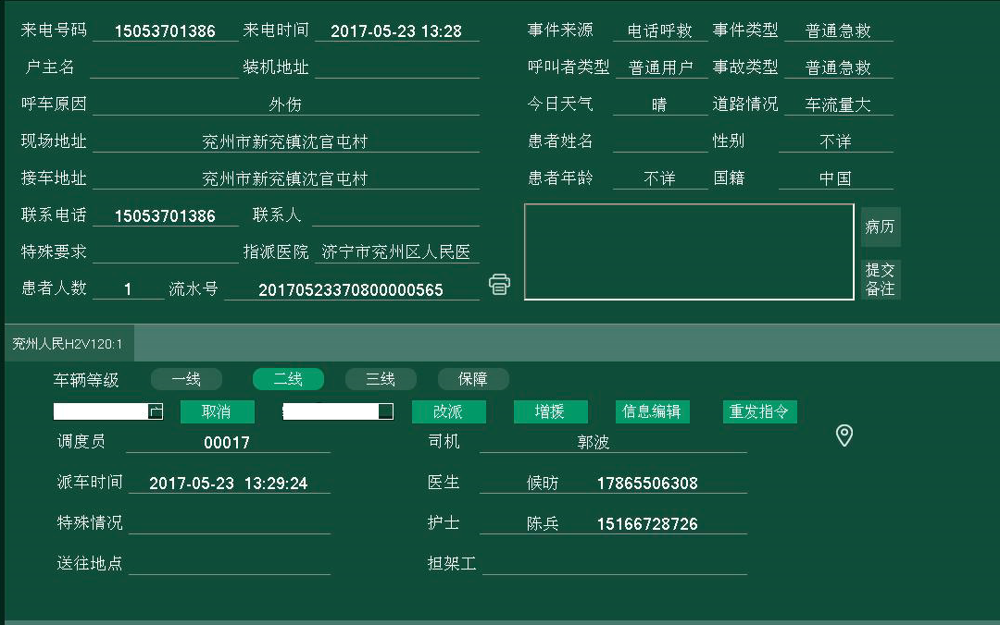 来电号码 15053701386 来电时间 2017-05-23 13:28 事件来源 电话呼救 事件类型 普通急救
户主名 装机地址 呼叫者类型 普通用户 事故类型 普通急救
呼车原因 外伤 今日天气 晴 道路情况 车流量大
现场地址 兖州市新兖镇沈官屯村 患者姓名 性别 不详
接车地址 兖州市新兖镇沈官屯村 患者年龄 不详 国籍 中国
联系电话 15053701386 联系人 病历
特殊要求 指派医院 济宁市兖州区人民医
患者人数 1 流水号 20170523370800000565 提交
备注
兖州人民H2V120:1
车辆等级 一线 二线 三线 保障
取消 改派 增援 信息编辑 重发指令
调度员 00017 司机 郭波
派车时间 2017-05-23 13:29:24 医生 候昉 17865506308
特殊情况 护士 陈兵 15166728726
送往地点 担架工